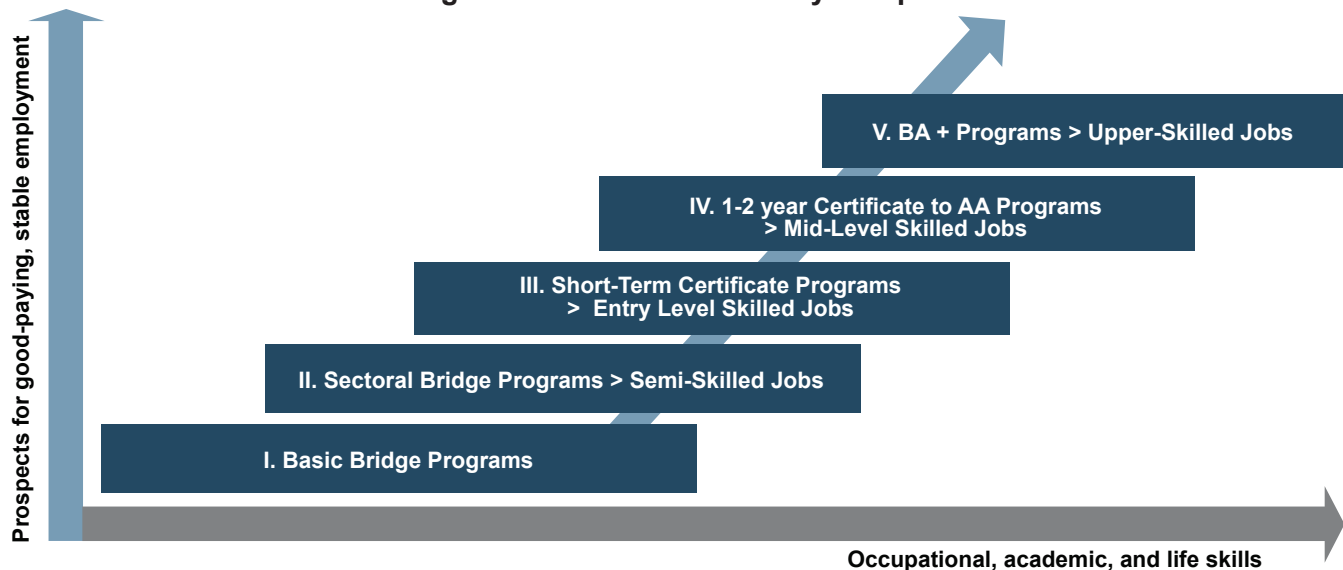 Prospects for good-paying, stable employment
V. BA + Programs > Upper-Skilled Jobs
IV. 1-2 year Certificate to AA Programs
> Mid-Level Skilled Jobs
III. Short-Term Certificate Programs
> Entry Level Skilled Jobs
II. Sectoral Bridge Programs > Semi-Skilled Jobs
I. Basic Bridge Programs
Occupational, academic, and life skills